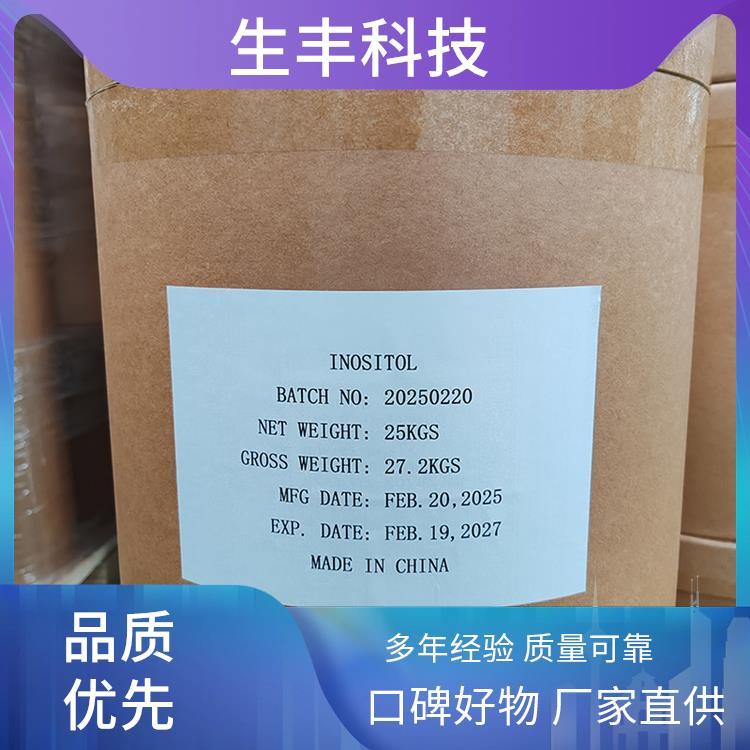 生丰科技
INOSITOL
BATCH NO: 20250220
NET WEIGHT: 25KGS
GROSS WEIGHT: 27.2KGS
MFG DATE: FEB.20,2025
EXP. DATE: FEB.19,2027
MADE IN CHINA
品质
优先
多年经验 质量可靠
口碑好物 厂家直供